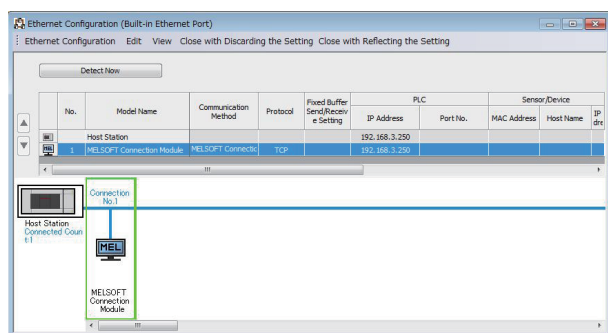 Ethernet Configuration (Built-in Ethernet Port)
Ethernet Configuration Edit View Close with Discarding the Setting Close with Reflecting the Setting
Detect Now
No. Model Name Communication Method Protocol Fixed Buffer Send/Receiv e Setting PLC Sensor/Device
IP Address Port No. MAC Address Host Name IP dre
Host Station 192.168.3.250
1 MELSOFT Connection Module MELSOFT Connectic TCP 192.168.3.250
Connection
No.1
Host Station
Connected Coun
t:1
MEL
MELSOFT
Connection
Module